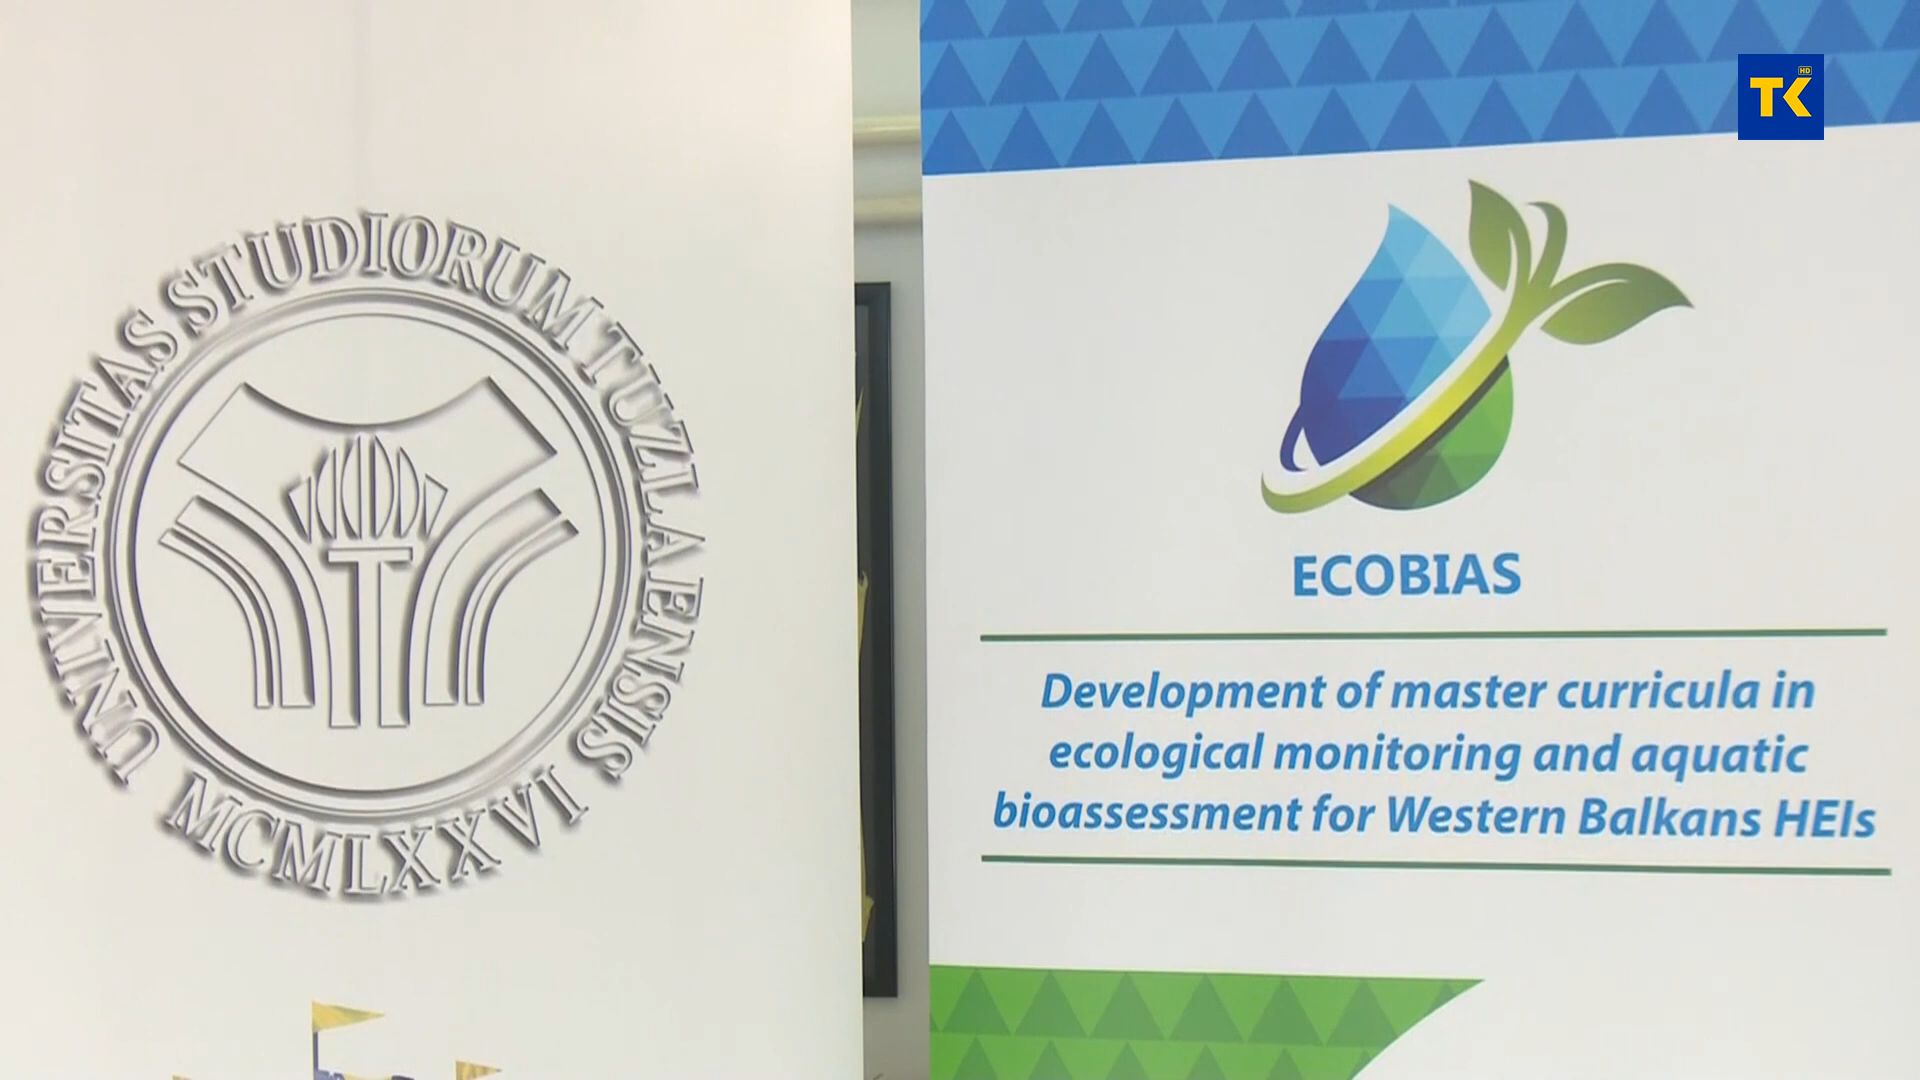 UNIVERSITAS STUDIORUM TUZLAENSIS
MCMLXXVI
HD
TK
ECOBIAS
Development of master curricula in
ecological monitoring and aquatic
bioassessment for Western Balkans HEIs